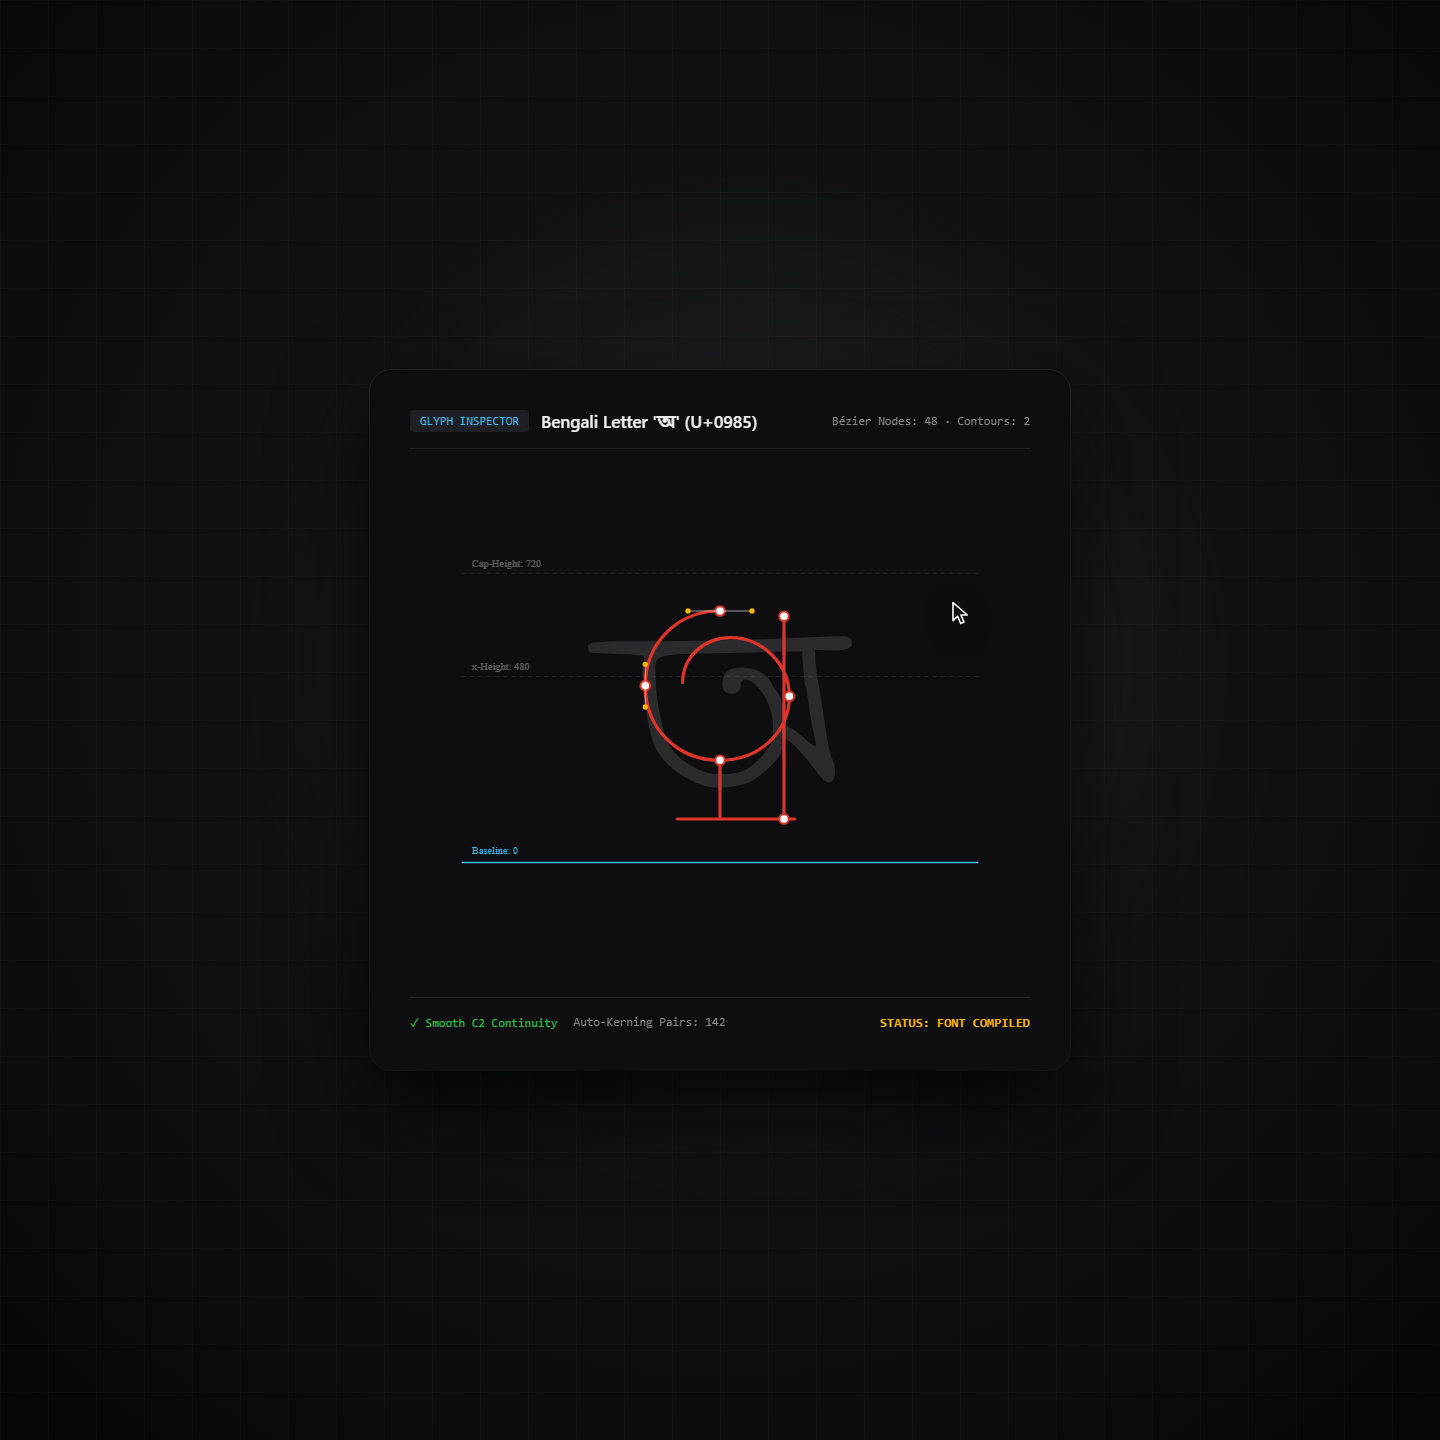 GLYPH INSPECTOR Bengali Letter 'অ' (U+0985) Bézier Nodes: 48 · Contours: 2
Cap-Height: 720
x-Height: 480
অ
Baseline: 0
✓ Smooth C2 Continuity Auto-Kerning Pairs: 142 STATUS: FONT COMPILED